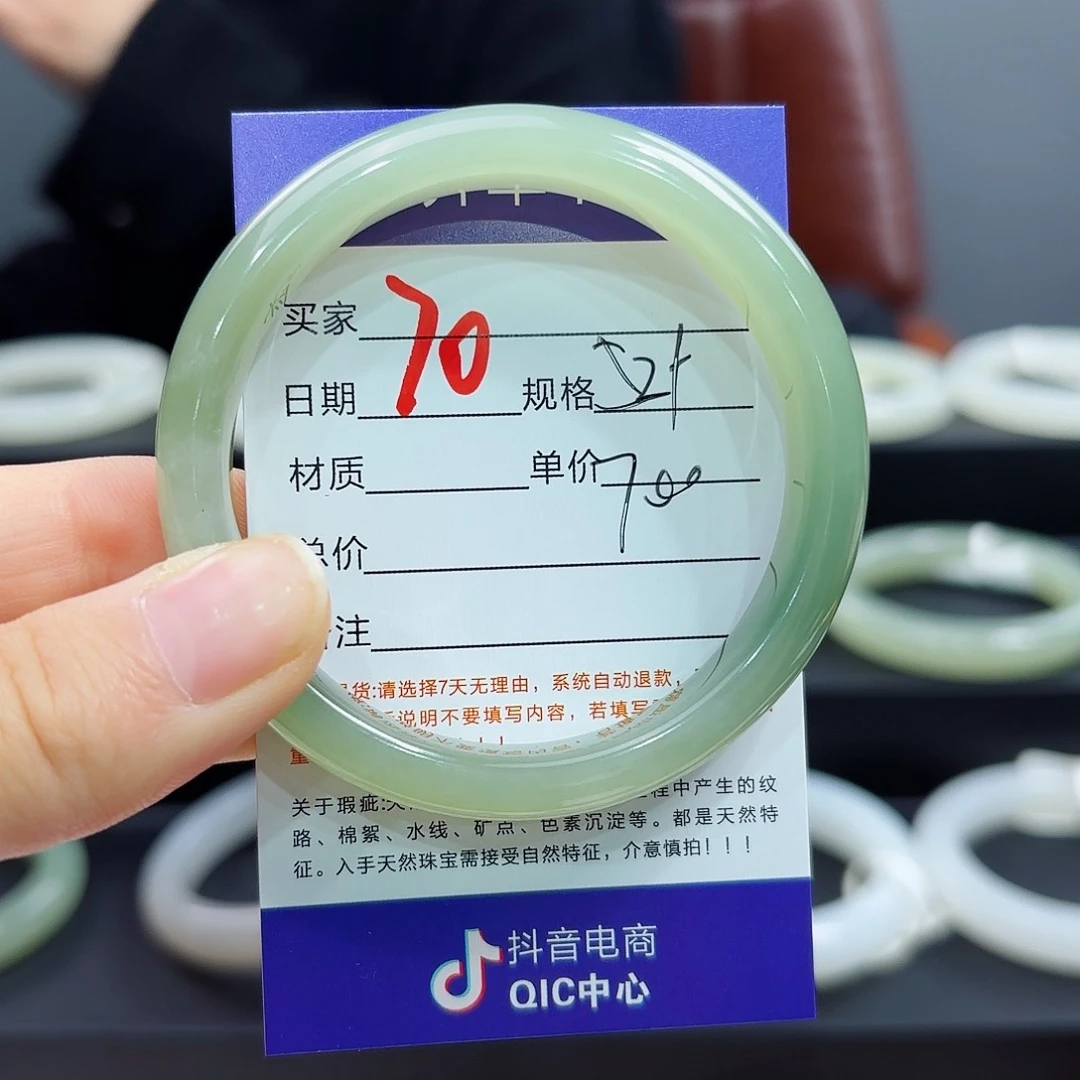 买家
70
日期 规格
材质 单价 700
总价
注
货:请选择7天无理由，系统自动退款，
说明不要填写内容，若填写
！！
关于瑕疵:天 程中产生的纹
路、棉絮、水线、矿点、色素沉淀等。都是天然特
征。入手天然珠宝需接受自然特征，介意慎拍！！！
抖音电商
QIC中心